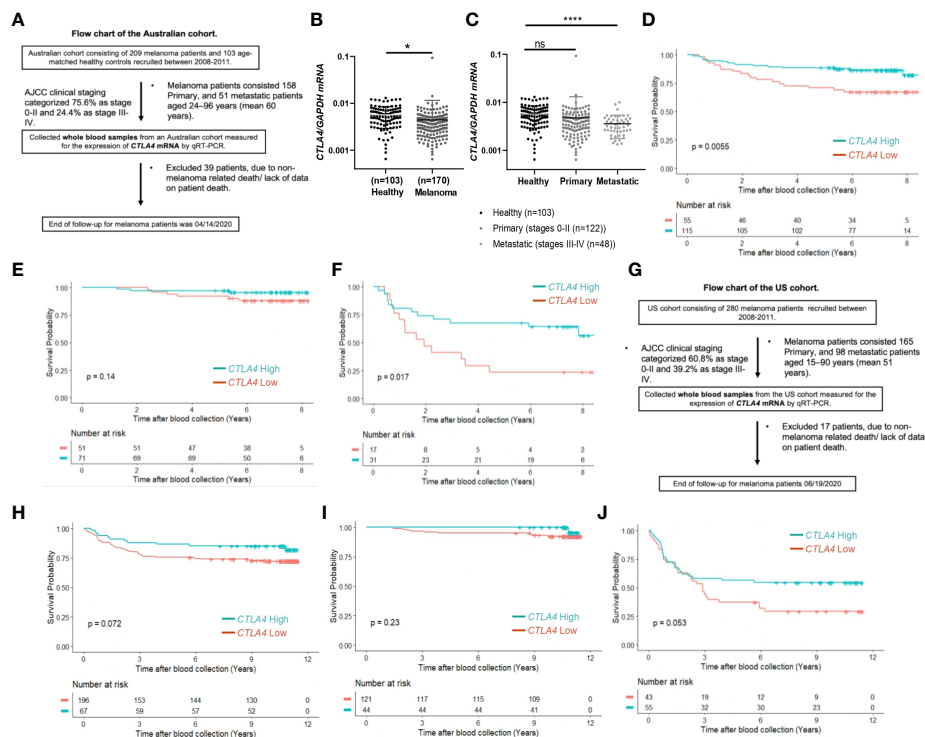 A
Flow chart of the Australian cohort.
Australian cohort consisting of 209 melanoma patients and 103 age-
matched healthy controls recruited between 2008-2011.
AJCC clinical staging
categorized 75.6% as stage
0-II and 24.4% as stage III-
IV.
• Melanoma patients consisted 158
Primary, and 51 metastatic patients
aged 24–96 years (mean 60
years).
Collected whole blood samples from an Australian cohort measured
for the expression of CTLA4 mRNA by qRT-PCR.
• Excluded 39 patients, due to non-
melanoma related death/ lack of data
on patient death.
End of follow-up for melanoma patients was 04/14/2020
B
CTLA4/GAPDH mRNA
0.1
0.01
0.001
*
(n=103) (n=170)
Healthy Melanoma
C
CTLA4/GAPDH mRNA
0.1
0.01
0.001
****
ns
Healthy Primary Metastatic
• Healthy (n=103)
• Primary (stages 0-II (n=122))
• Metastatic (stages III-IV (n=48))
D
Survival Probability
1.00
0.75
0.50
0.25
0.00
p = 0.0055
CTLA4 High
CTLA4 Low
0 2 4 6 8
Time after blood collection (Years)
Number at risk
55 46 40 34 5
115 105 102 77 14
0 2 4 6 8
Time after blood collection (Years)
E
Survival Probability
1.00
0.75
0.50
0.25
0.00
p = 0.14
CTLA4 High
CTLA4 Low
0 2 4 6 8
Time after blood collection (Years)
Number at risk
51 51 47 38 5
71 69 69 50 6
0 2 4 6 8
Time after blood collection (Years)
F
Survival Probability
1.00
0.75
0.50
0.25
0.00
CTLA4 High
CTLA4 Low
p = 0.017
0 2 4 6 8
Time after blood collection (Years)
Number at risk
17 8 5 4 2
31 23 21 19 6
0 2 4 6 8
Time after blood collection (Years)
G
Flow chart of the US cohort.
US cohort consisting of 280 melanoma patients recruited between
2008-2011.
• AJCC clinical staging
categorized 60.8% as stage
0-II and 39.2% as stage III-
IV.
• Melanoma patients consisted 165
Primary, and 98 metastatic patients
aged 15–90 years (mean 51
years).
Collected whole blood samples from the US cohort measured for the
expression of CTLA4 mRNA by qRT-PCR.
• Excluded 17 patients, due to non-
melanoma related death/ lack of data
on patient death.
End of follow-up for melanoma patients 06/19/2020
H
Survival Probability
1.00
0.75
0.50
0.25
0.00
p = 0.072
CTLA4 High
CTLA4 Low
0 3 6 9 12
Time after blood collection (Years)
Number at risk
196 153 144 130 0
67 59 57 52 0
0 3 6 9 12
Time after blood collection (Years)
I
Survival Probability
1.00
0.75
0.50
0.25
0.00
p = 0.23
CTLA4 High
CTLA4 Low
0 3 6 9 12
Time after blood collection (Years)
Number at risk
121 117 115 109 0
44 44 44 41 0
0 3 6 9 12
Time after blood collection (Years)
J
Survival Probability
1.00
0.75
0.50
0.25
0.00
CTLA4 High
CTLA4 Low
p = 0.053
0 3 6 9 12
Time after blood collection (Years)
Number at risk
43 19 12 9 0
55 32 30 23 0
0 3 6 9 12
Time after blood collection (Years)